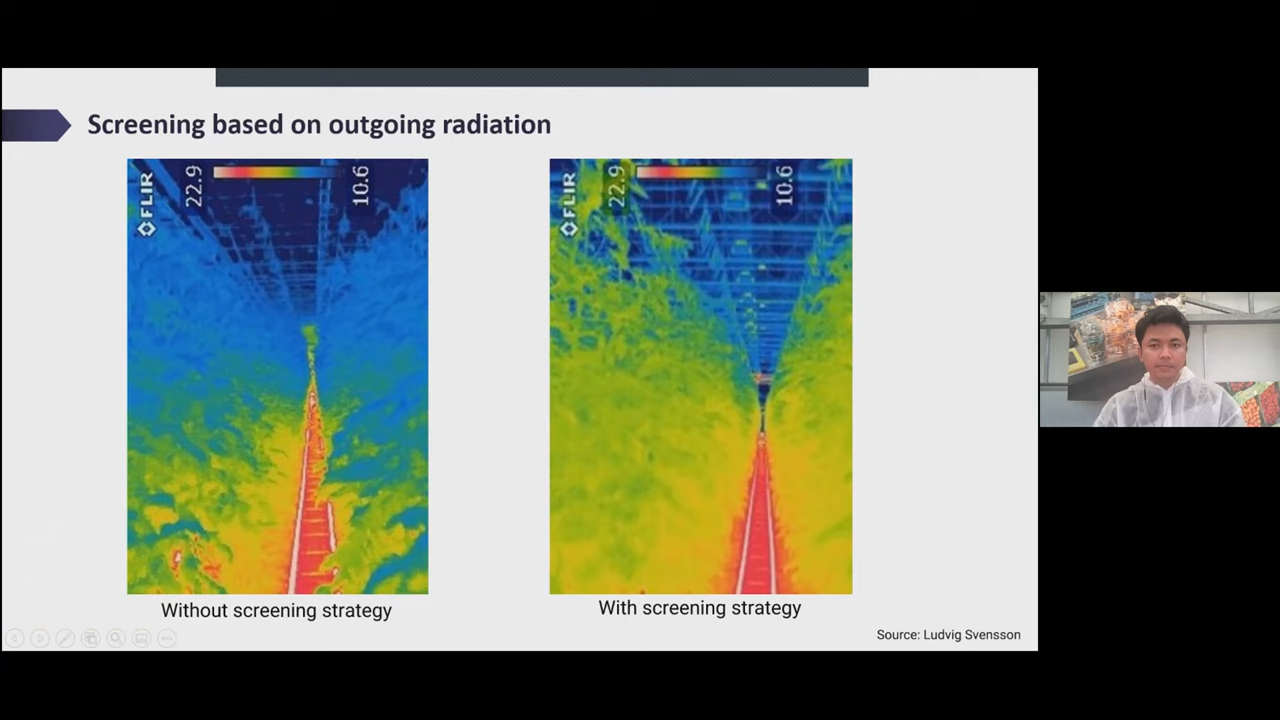 Screening based on outgoing radiation
FLIR
22.9
10.6
FLIR
22.9
10.6
Without screening strategy
With screening strategy
Source: Ludvig Svensson